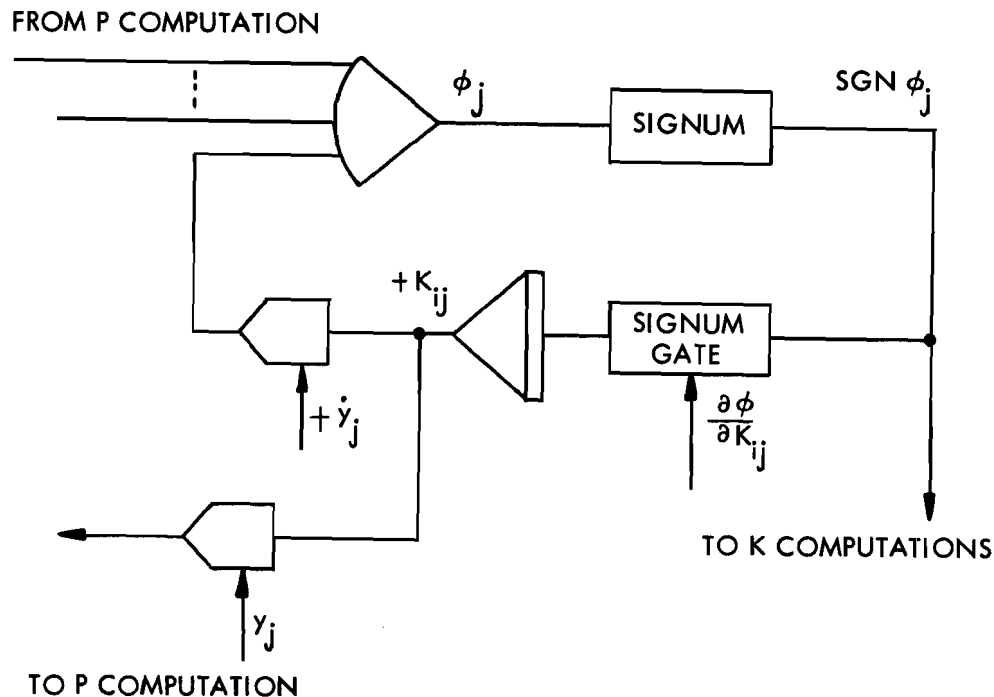 FROM P COMPUTATION
ϕj
SGN ϕj
SIGNUM
+ Kij
SIGNUM
GATE
+ ẏj
∂ϕ
∂Kij
TO K COMPUTATIONS
yj
TO P COMPUTATION